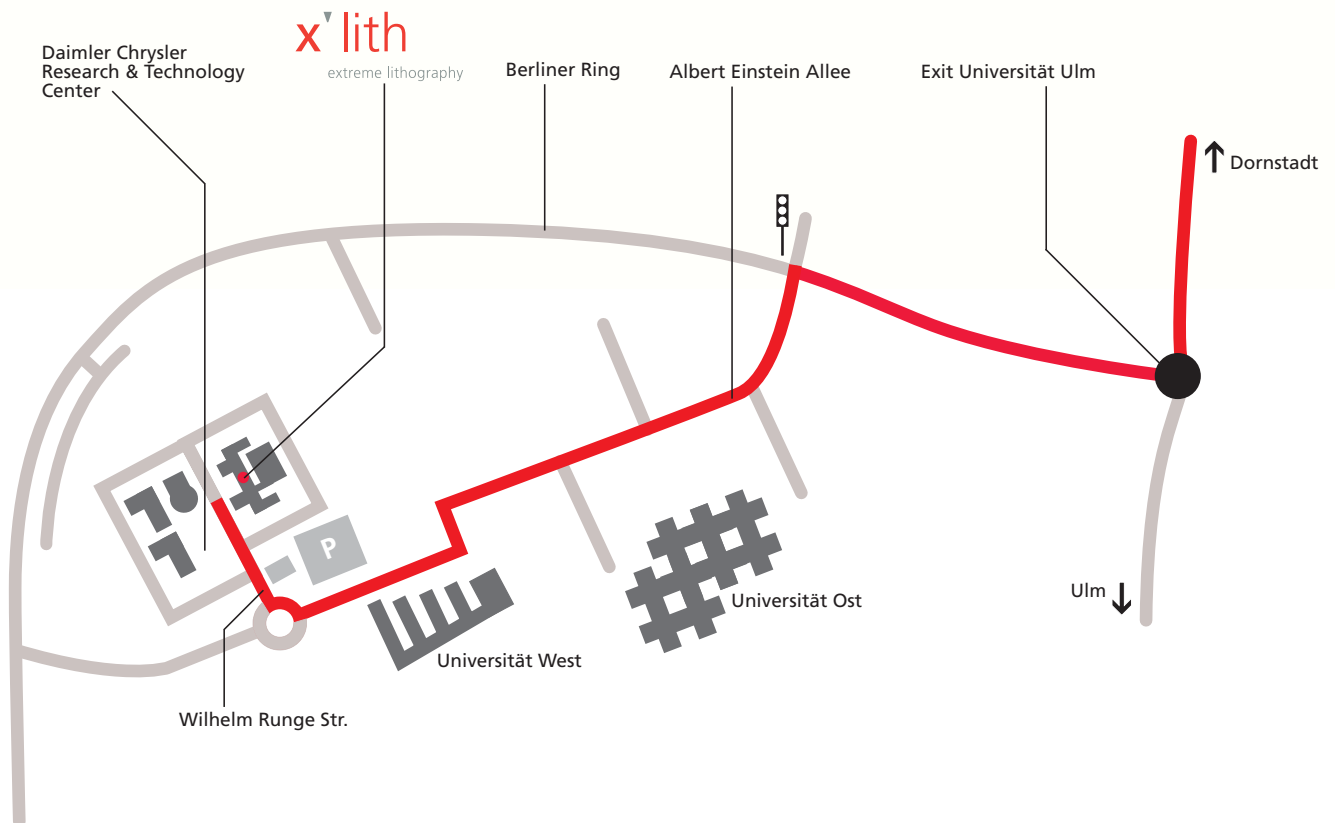 x' lith
extreme lithography
Daimler Chrysler
Research & Technology
Center
Berliner Ring
Albert Einstein Allee
Exit Universität Ulm
Dornstadt
P
Universität Ost
Ulm
Universität West
Wilhelm Runge Str.